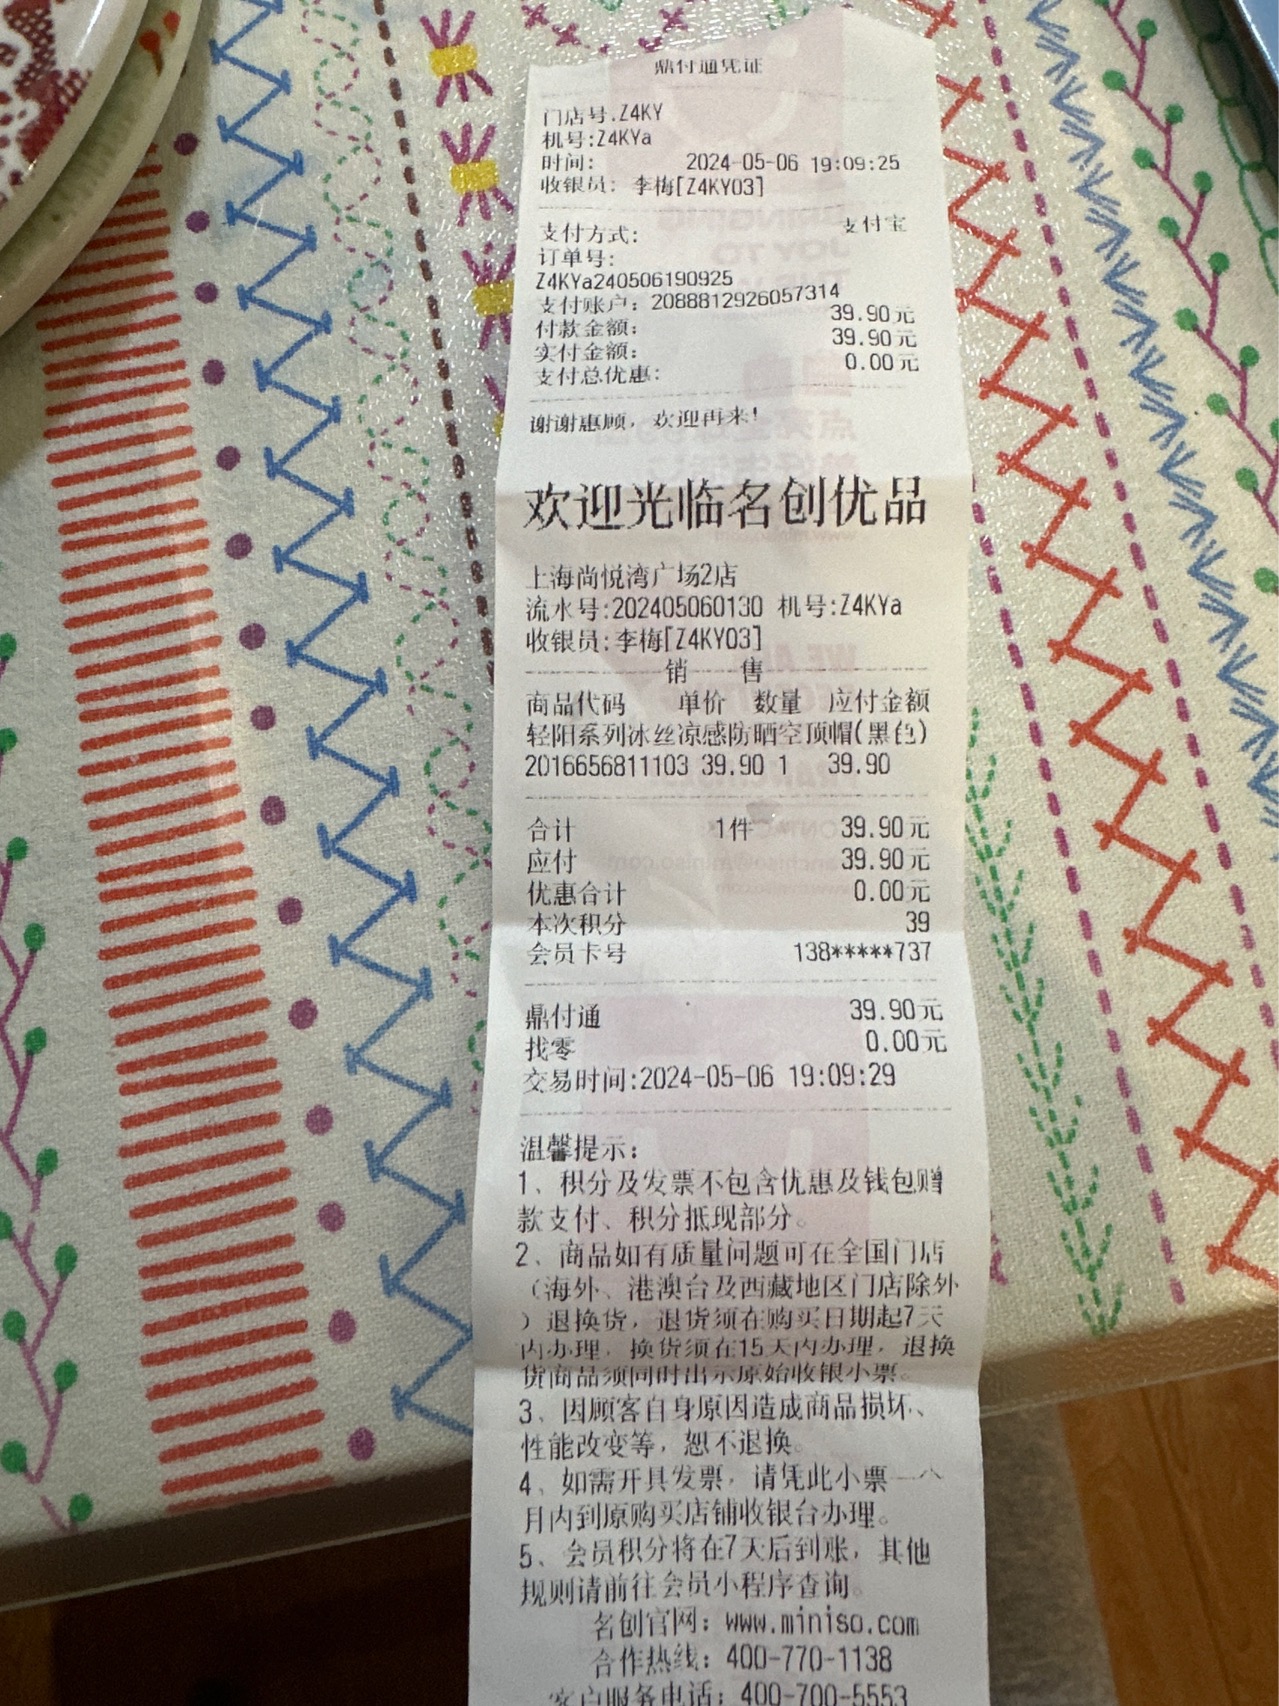 鼎付通凭证
门店号.Z4KY
机号:Z4KYa
时间: 2024-05-06 19:09:25
收银员: 李梅[Z4KY03]
支付方式: 支付宝
订单号:
Z4KYa240506190925
支付账户: 2088812926057314
付款金额: 39.90元
实付金额: 39.90元
支付总优惠: 0.00元
谢谢惠顾，欢迎再来!
欢迎光临名创优品
上海尚悦湾广场2店
流水号:202405060130 机号:Z4KYa
收银员:李梅[Z4KY03]
销 售
商品代码 单价 数量 应付金额
轻阳系列冰丝凉感防晒空顶帽(黑色)
2016656811103 39.90 1 39.90
合计 1件 39.90元
应付 39.90元
优惠合计 0.00元
本次积分 39
会员卡号 138*****737
鼎付通 39.90元
找零 0.00元
交易时间:2024-05-06 19:09:29
温馨提示:
1、积分及发票不包含优惠及钱包赠
款支付、积分抵现部分。
2、商品如有质量问题可在全国门店
（海外、港澳台及西藏地区门店除外
）退换货，退货须在购买日期起7天
内办理，换货须在15天内办理，退换
货商品须同时出示原始收银小票。
3、因顾客自身原因造成商品损坏、
性能改变等，恕不退换。
4、如需开具发票，请凭此小票一个
月内到原购买店铺收银台办理。
5、会员积分将在7天后到账，其他
规则请前往会员小程序查询。
名创官网: www.miniso.com
合作热线: 400-770-1138
客户服务电话: 400-700-5553